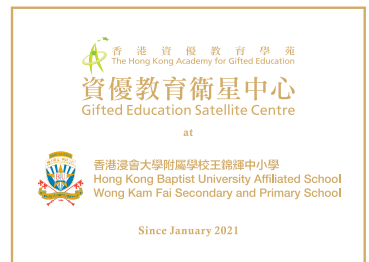 香港資優教育學苑
The Hong Kong Academy for Gifted Education
資優教育衞星中心
Gifted Education Satellite Centre
at
香港浸會大學附屬學校王錦輝中小學
Hong Kong Baptist University Affiliated School
Wong Kam Fai Secondary and Primary School
Since January 2021